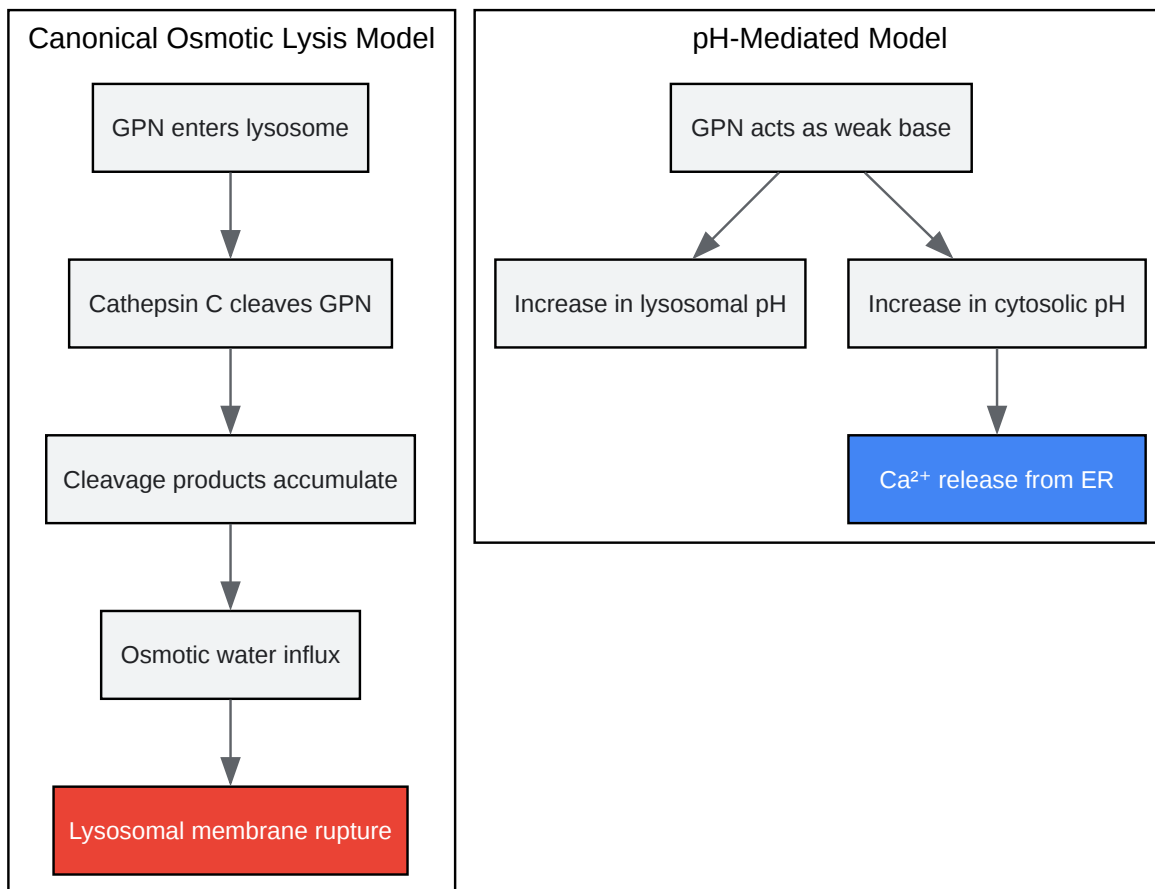 Canonical Osmotic Lysis Model
GPN enters lysosome
Cathepsin C cleaves GPN
Cleavage products accumulate
Osmotic water influx
Lysosomal membrane rupture
pH-Mediated Model
GPN acts as weak base
Increase in lysosomal pH
Increase in cytosolic pH
Ca²⁺ release from ER